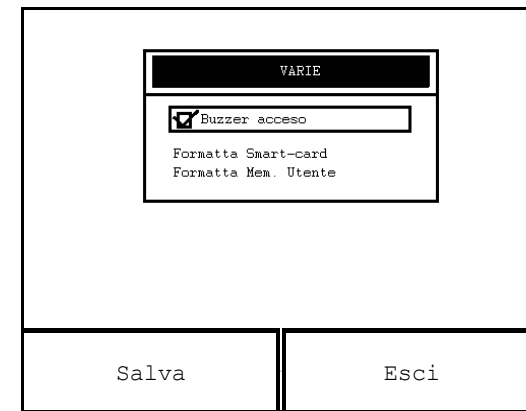 VARIE
Buzzer acceso
Formatta Smart-card
Formatta Mem. Utente
Salva
Esci